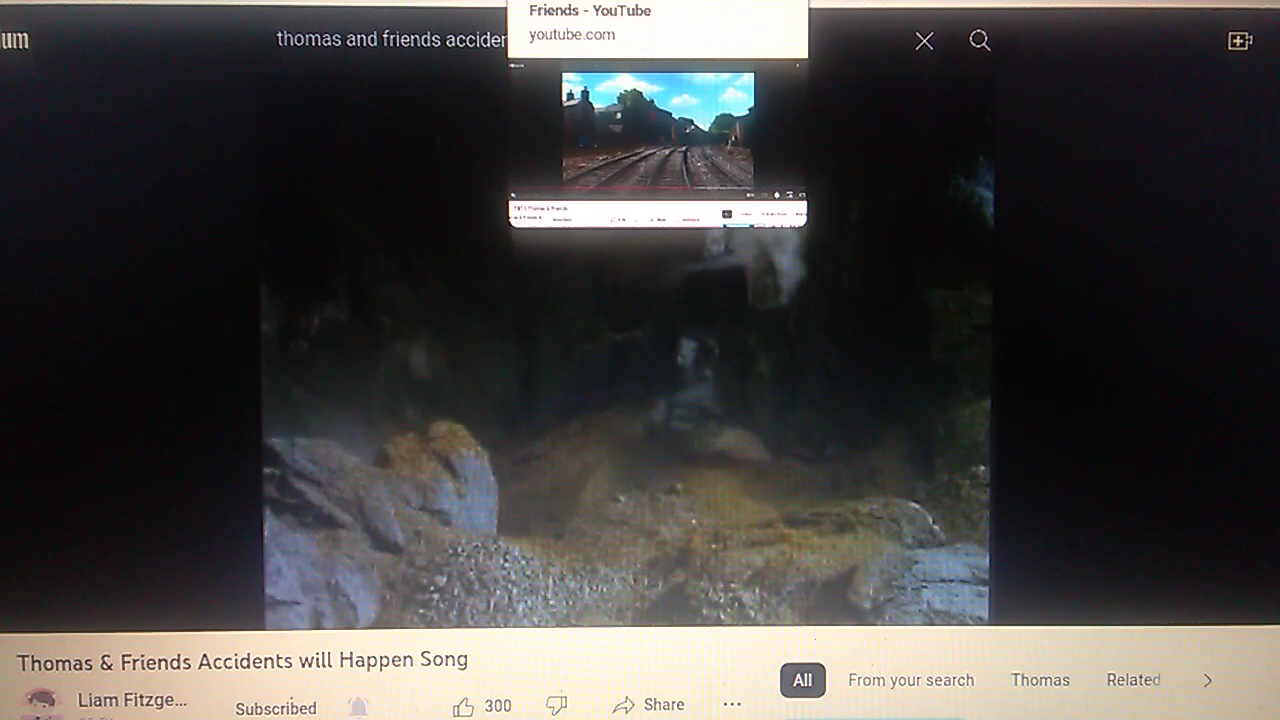 Friends - YouTube
youtube.com
um
thomas and friends accider
Thomas & Friends Accidents will Happen Song
Liam Fitzge...
Subscribed
300
Share
All
From your search
Thomas
Related